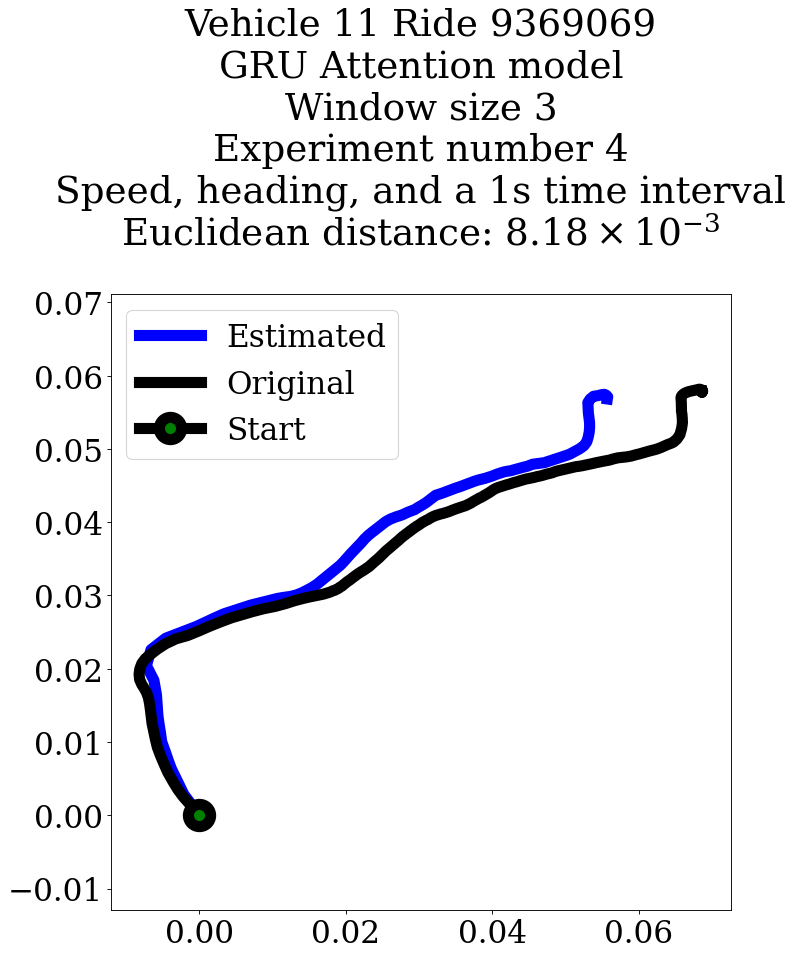 Vehicle 11 Ride 9369069
GRU Attention model
Window size 3
Experiment number 4
Speed, heading, and a 1s time interval
Euclidean distance: 8.18 × 10⁻³
0.07
0.06
0.05
0.04
0.03
0.02
0.01
0.00
−0.01
Estimated
Original
Start
0.00 0.02 0.04 0.06